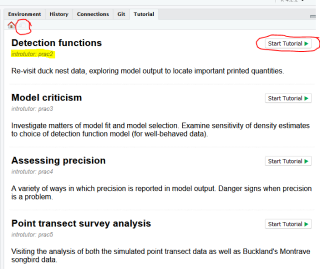 Environment History Connections Git Tutorial
Detection functions
Start Tutorial
introtutor: prac2
Re-visit duck nest data, exploring model output to locate important printed quantities.
Model criticism
Start Tutorial
introtutor: prac3
Investigate matters of model fit and model selection. Examine sensitivity of density estimates
to choice of detection function model (for well-behaved data).
Assessing precision
Start Tutorial
introtutor: prac4
A variety of ways in which precision is reported in model output. Danger signs when precision
is a problem.
Point transect survey analysis
Start Tutorial
introtutor: prac5
Visiting the analysis of both the simulated point transect data as well as Buckland's Montrave
songbird data.